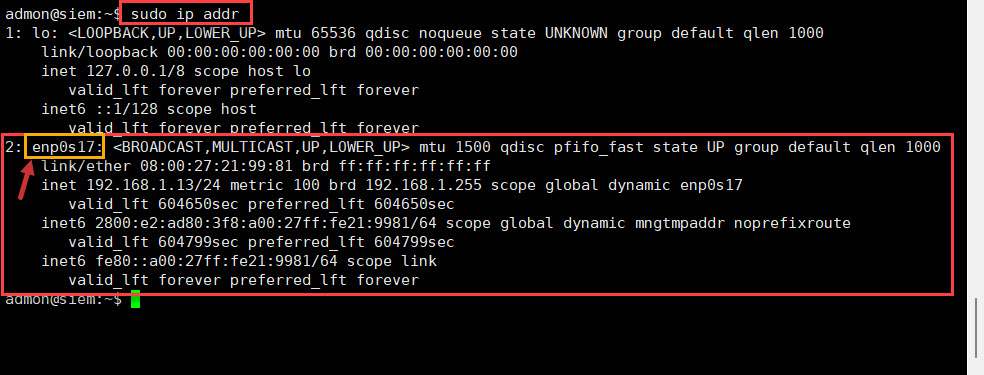 admon@siem:~$ sudo ip addr
1: lo: <LOOPBACK,UP,LOWER_UP> mtu 65536 qdisc noqueue state UNKNOWN group default qlen 1000
    link/loopback 00:00:00:00:00:00 brd 00:00:00:00:00:00
    inet 127.0.0.1/8 scope host lo
       valid_lft forever preferred_lft forever
    inet6 ::1/128 scope host
       valid_lft forever preferred_lft forever
2: enp0s17: <BROADCAST,MULTICAST,UP,LOWER_UP> mtu 1500 qdisc pfifo_fast state UP group default qlen 1000
    link/ether 08:00:27:21:99:81 brd ff:ff:ff:ff:ff:ff
    inet 192.168.1.13/24 metric 100 brd 192.168.1.255 scope global dynamic enp0s17
       valid_lft 604650sec preferred_lft 604650sec
    inet6 2800:e2:ad80:3f8:a00:27ff:fe21:9981/64 scope global dynamic mngtmpaddr noprefixroute
       valid_lft 604799sec preferred_lft 604799sec
    inet6 fe80::a00:27ff:fe21:9981/64 scope link
       valid_lft forever preferred_lft forever
admon@siem:~$